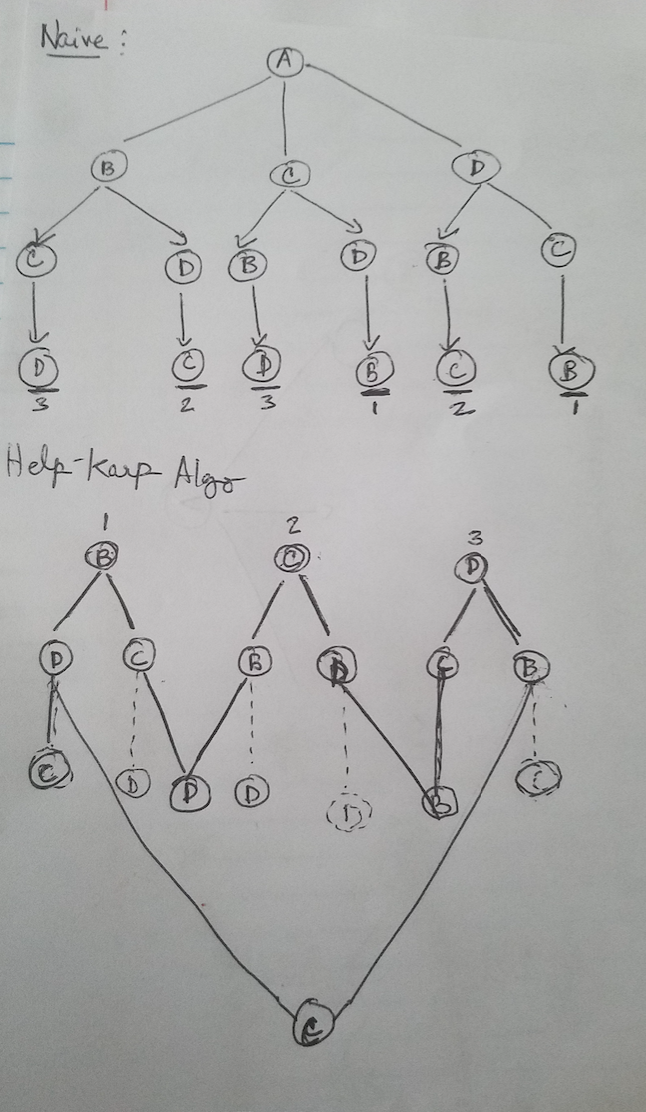 Naive :
A
B C D
C D B D B C
D C D B C B
3 2 3 1 2 1
Help-Karp Algo
1 2 3
B C D
D C B D C B
C D D D B C
C